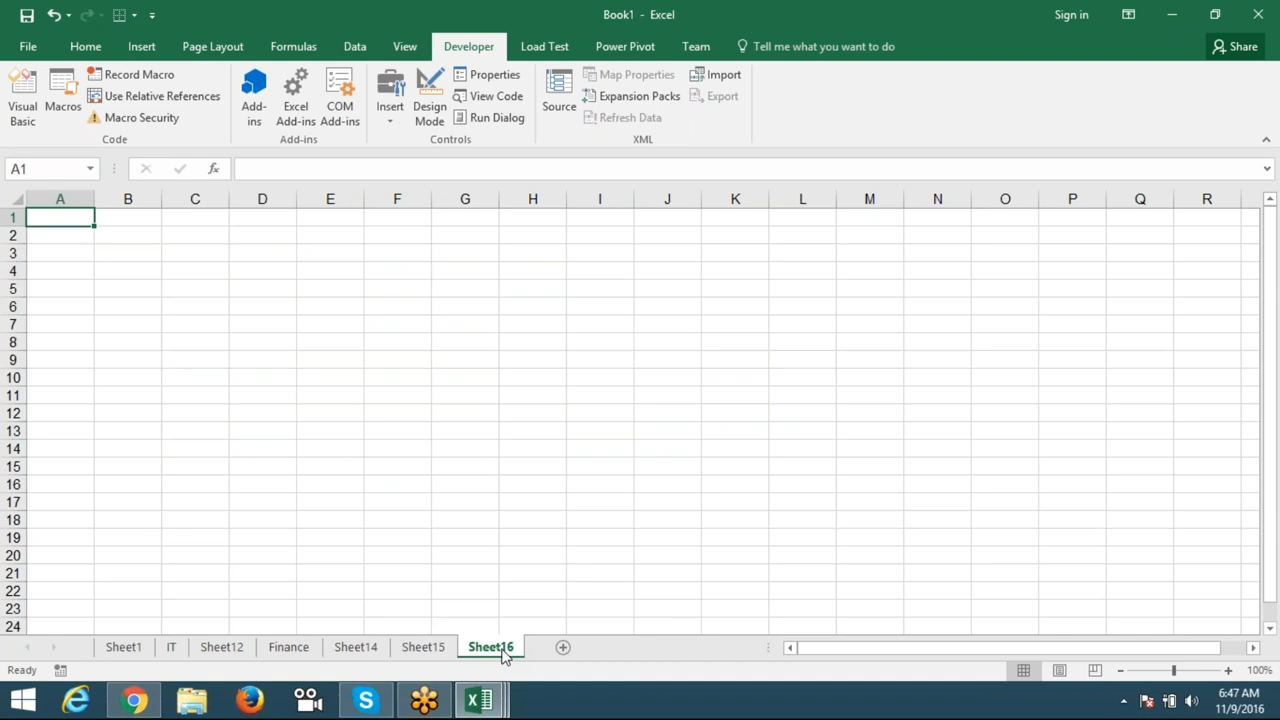 Book1 - Excel
Sign in
File Home Insert Page Layout Formulas Data View Developer Load Test Power Pivot Team Tell me what you want to do Share
Visual Basic
Macros
Record Macro
Use Relative References
Macro Security
Code
Add-ins
Excel Add-ins
COM Add-ins
Add-ins
Insert
Design Mode
Properties
View Code
Run Dialog
Controls
Source
Map Properties
Expansion Packs
Refresh Data
Import
Export
XML
A1
fx
A B C D E F G H I J K L M N O P Q R
1
2
3
4
5
6
7
8
9
10
11
12
13
14
15
16
17
18
19
20
21
22
23
24
Sheet1 IT Sheet12 Finance Sheet14 Sheet15 Sheet16
Ready
100%
6:47 AM
11/9/2016